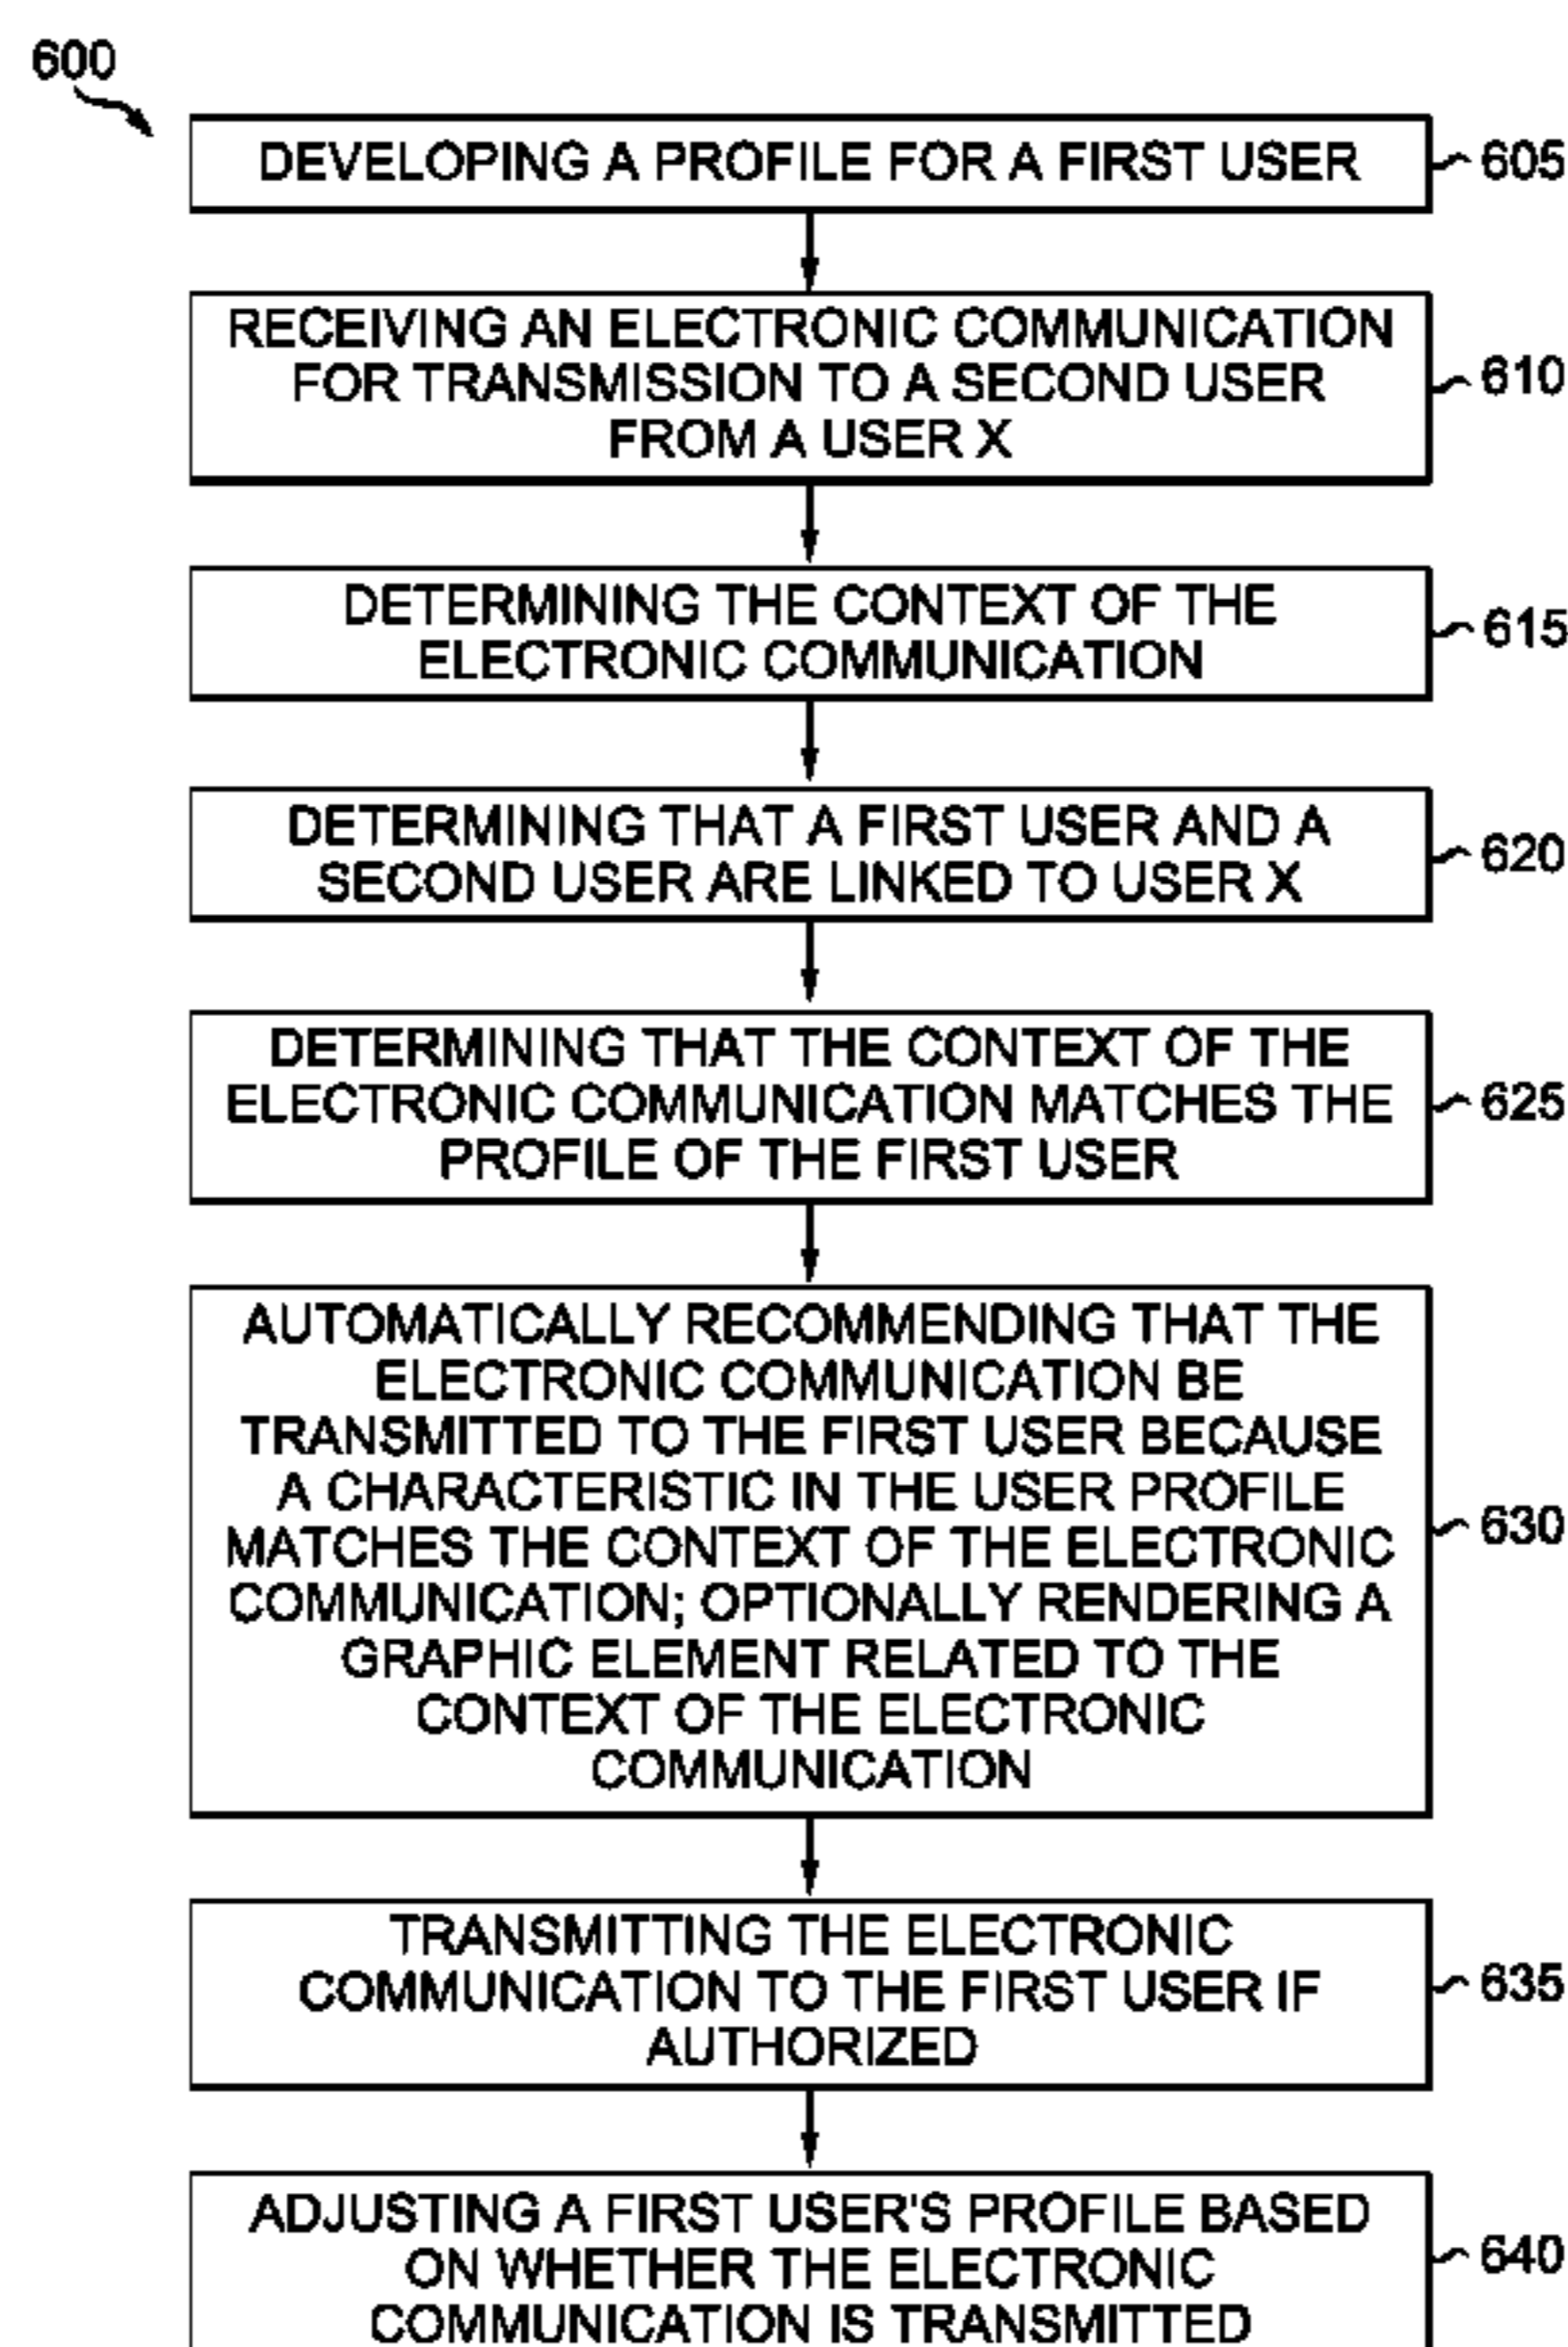 600
DEVELOPING A PROFILE FOR A FIRST USER
605
RECEIVING AN ELECTRONIC COMMUNICATION
FOR TRANSMISSION TO A SECOND USER
FROM A USER X
610
DETERMINING THE CONTEXT OF THE
ELECTRONIC COMMUNICATION
615
DETERMINING THAT A FIRST USER AND A
SECOND USER ARE LINKED TO USER X
620
DETERMINING THAT THE CONTEXT OF THE
ELECTRONIC COMMUNICATION MATCHES THE
PROFILE OF THE FIRST USER
625
AUTOMATICALLY RECOMMENDING THAT THE
ELECTRONIC COMMUNICATION BE
TRANSMITTED TO THE FIRST USER BECAUSE
A CHARACTERISTIC IN THE USER PROFILE
MATCHES THE CONTEXT OF THE ELECTRONIC
COMMUNICATION; OPTIONALLY RENDERING A
GRAPHIC ELEMENT RELATED TO THE
CONTEXT OF THE ELECTRONIC
COMMUNICATION
630
TRANSMITTING THE ELECTRONIC
COMMUNICATION TO THE FIRST USER IF
AUTHORIZED
635
ADJUSTING A FIRST USER'S PROFILE BASED
ON WHETHER THE ELECTRONIC
COMMUNICATION IS TRANSMITTED
640